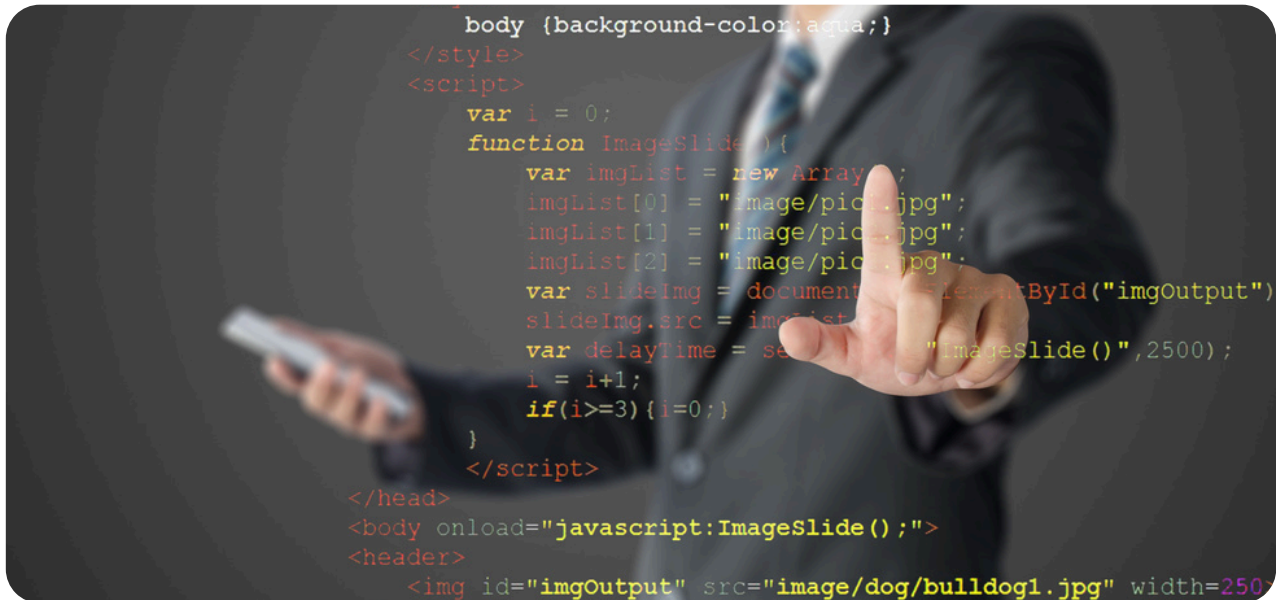 body {background-color:aqua;}
</style>
<script>
var i = 0;
function ImageSlide(){
var imgList = new Array
imgList[0] = "image/pic .jpg";
imgList[1] = "image/pic .jpg";
imgList[2] = "image/pic .jpg";
var slideImg = document ById("imgOutput")
slideImg.src = imgList
var delayTime = se "ImageSlide()",2500);
i = i+1;
if(i>=3){i=0;}
}
</script>
</head>
<body onload="javascript:ImageSlide();">
<header>
<img id="imgOutput" src="image/dog/bulldog1.jpg" width=250>